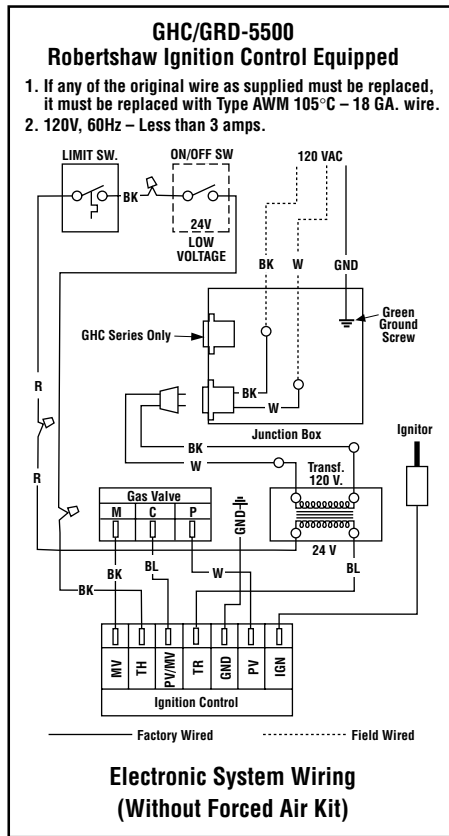 GHC/GRD-5500
Robertshaw Ignition Control Equipped
1. If any of the original wire as supplied must be replaced,
it must be replaced with Type AWM 105°C – 18 GA. wire.
2. 120V, 60Hz – Less than 3 amps.
LIMIT SW.
ON/OFF SW
120 VAC
BK
24V
LOW
VOLTAGE
BK
W
GND
GHC Series Only
Green
Ground
Screw
R
BK
W
Junction Box
Ignitor
BK
W
Transf.
120 V.
R
Gas Valve
M
C
P
GND
24 V
BK
BL
W
BL
BK
MV
TH
PV/MV
TR
GND
PV
IGN
Ignition Control
Factory Wired
Field Wired
Electronic System Wiring
(Without Forced Air Kit)